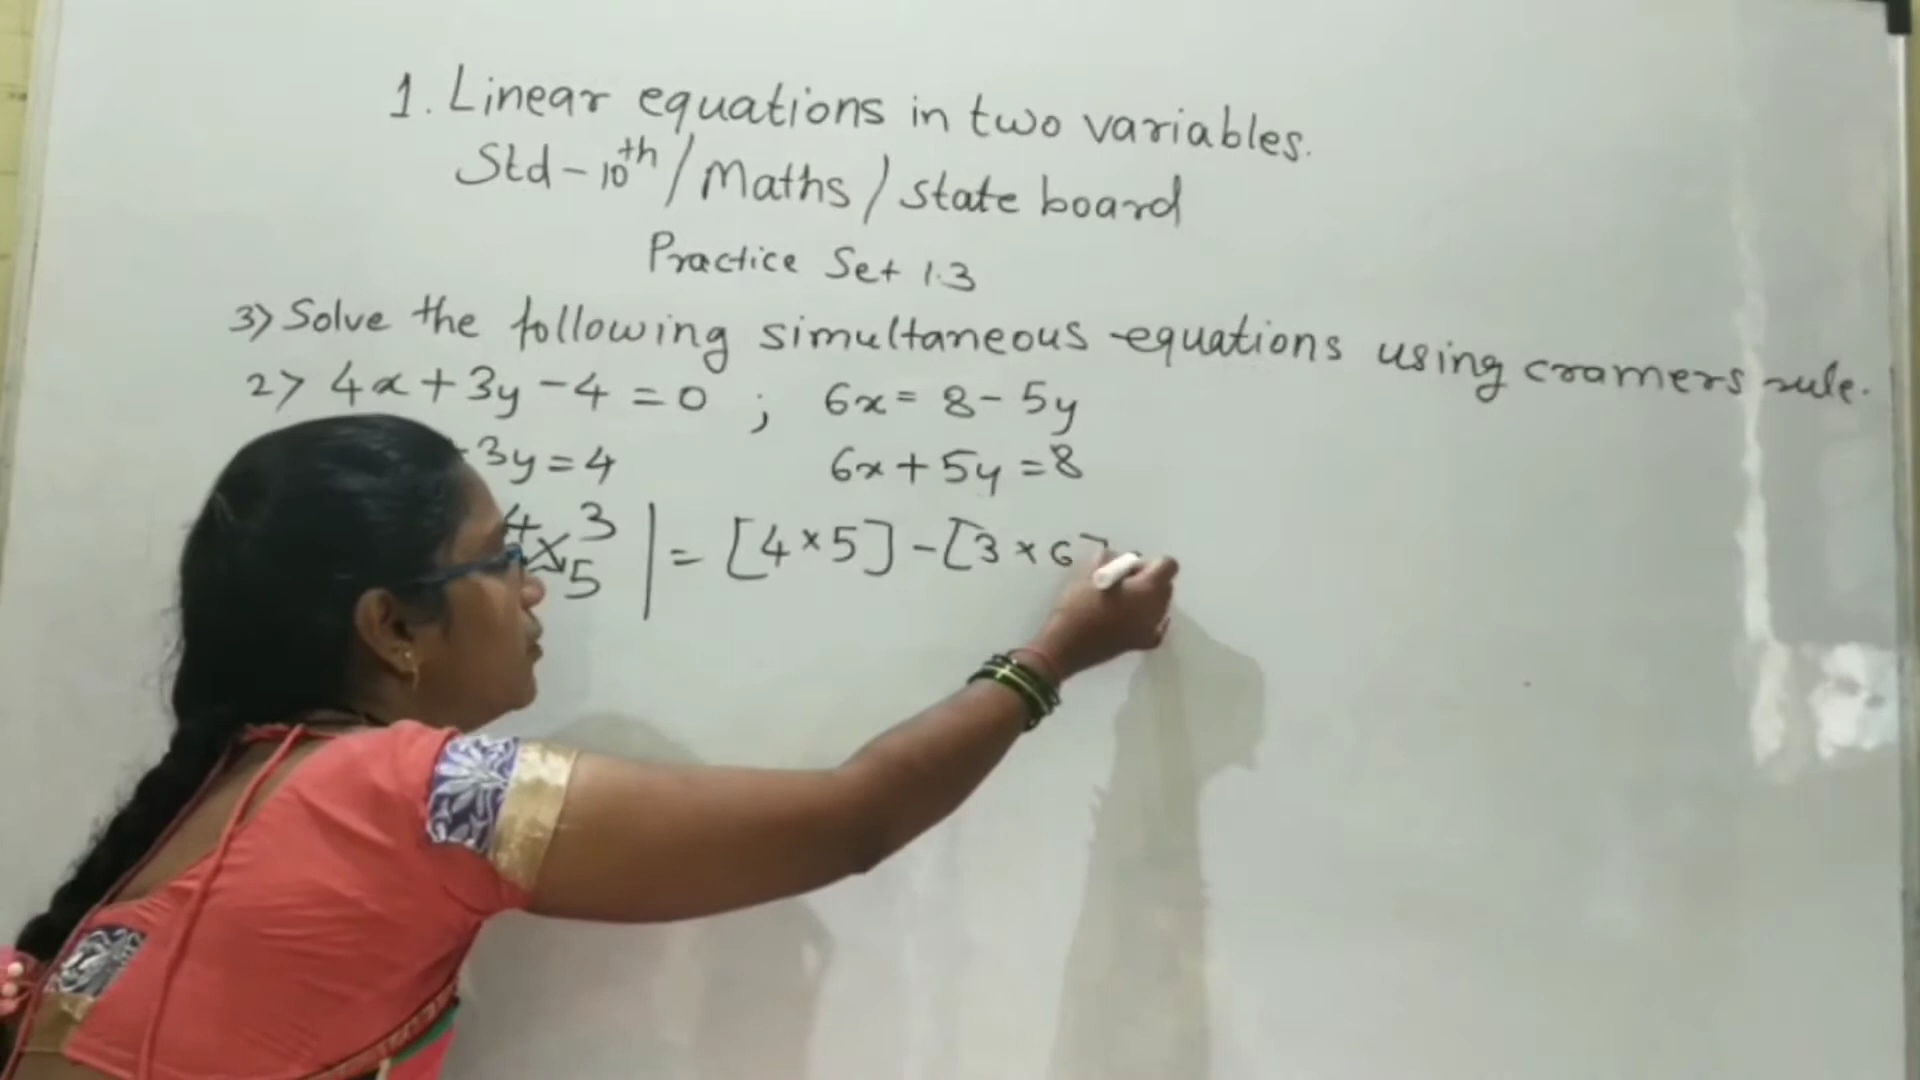 1. Linear equations in two variables.
Std - 10th / Maths / state board
Practice Set 1.3
3) Solve the following simultaneous equations using cramers rule.
2) 4x + 3y - 4 = 0 ; 6x = 8 - 5y
3y = 4 6x + 5y = 8
4 3
5 | = [4 × 5] - [3 × 6]